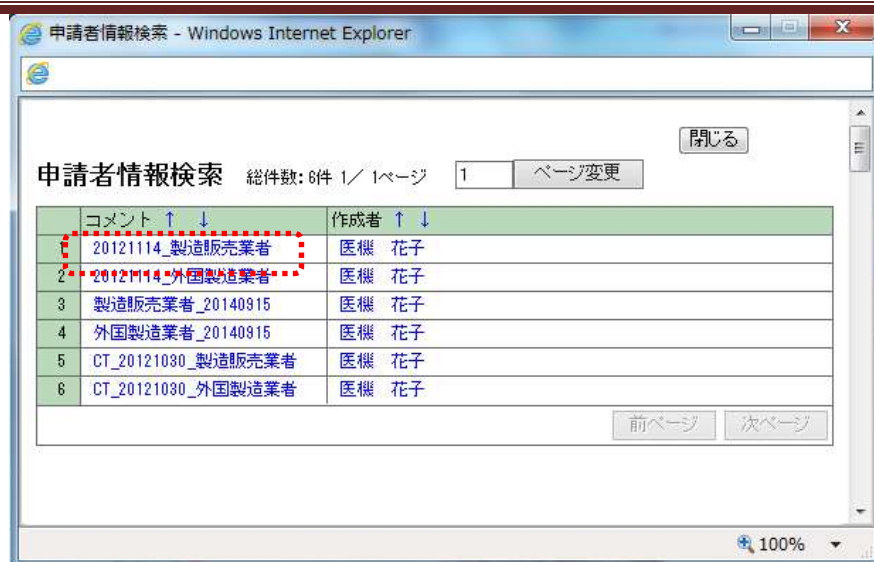 申請者情報検索 - Windows Internet Explorer
閉じる
申請者情報検索 総件数:6件 1／1ページ 1 ページ変更
コメント ↑ ↓ 作成者 ↑ ↓
1 20121114_製造販売業者 医機 花子
2 20121114_外国製造業者 医機 花子
3 製造販売業者_20140915 医機 花子
4 外国製造業者_20140915 医機 花子
5 CT_20121030_製造販売業者 医機 花子
6 CT_20121030_外国製造業者 医機 花子
前ページ 次ページ
100%